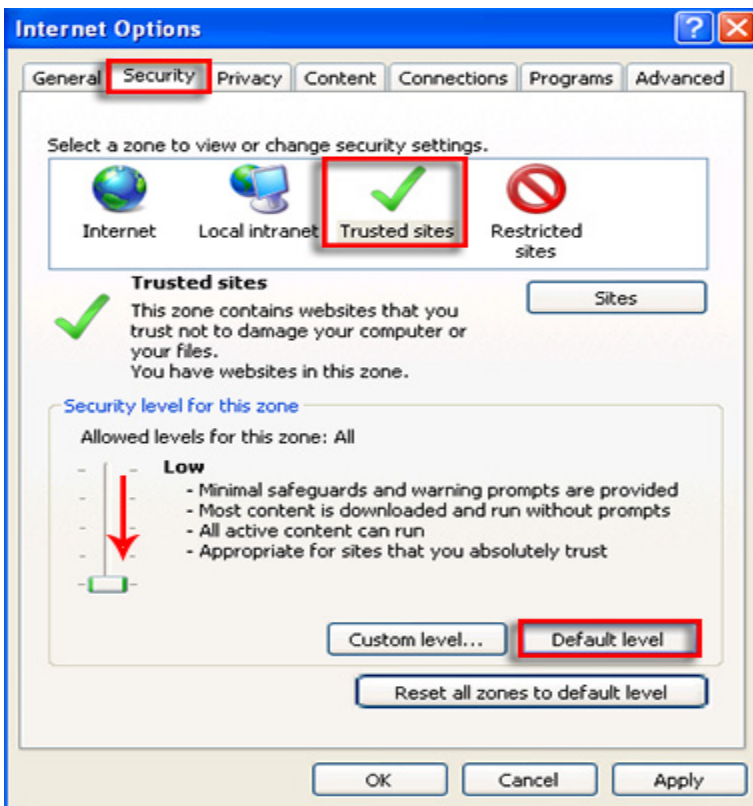 Internet Options
?
X
General Security Privacy Content Connections Programs Advanced
Select a zone to view or change security settings.
Internet Local intranet Trusted sites Restricted
sites
Trusted sites
Sites
This zone contains websites that you
trust not to damage your computer or
your files.
You have websites in this zone.
Security level for this zone
Allowed levels for this zone: All
Low
- Minimal safeguards and warning prompts are provided
- Most content is downloaded and run without prompts
- All active content can run
- Appropriate for sites that you absolutely trust
Custom level... Default level
Reset all zones to default level
OK Cancel Apply